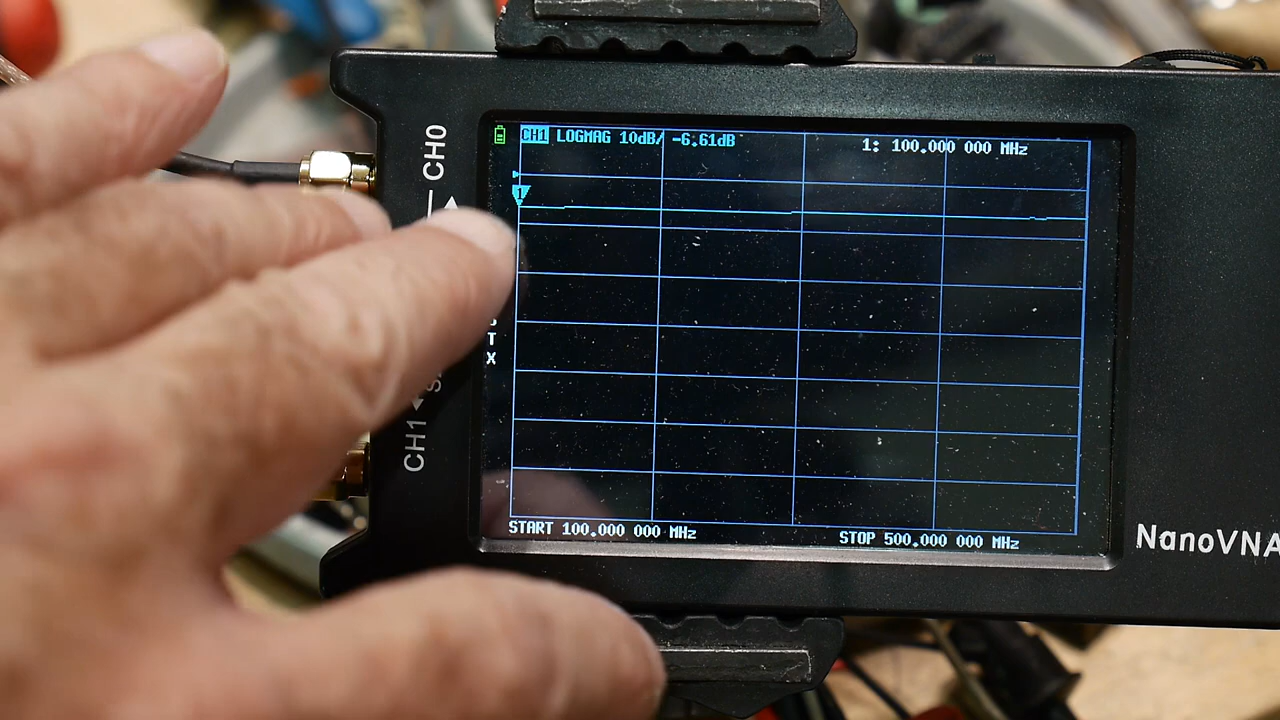 CH1 LOGMAG 10dB/ -6.61dB
1: 100.000 000 MHz
1
CH0
T
X
CH1
START 100.000 000 MHz
STOP 500.000 000 MHz
NanoVNA